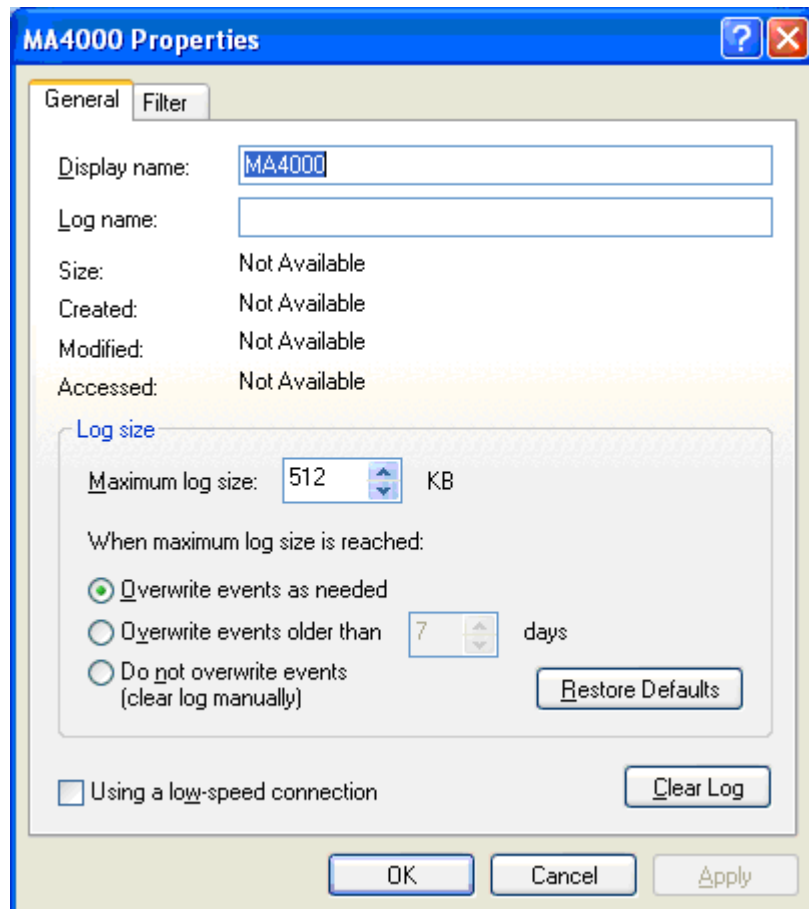 MA4000 Properties
General Filter
Display name: MA4000
Log name:
Size: Not Available
Created: Not Available
Modified: Not Available
Accessed: Not Available
Log size
Maximum log size: 512 KB
When maximum log size is reached:
Overwrite events as needed
Overwrite events older than 7 days
Do not overwrite events
(clear log manually)
Restore Defaults
Using a low-speed connection
Clear Log
OK Cancel Apply